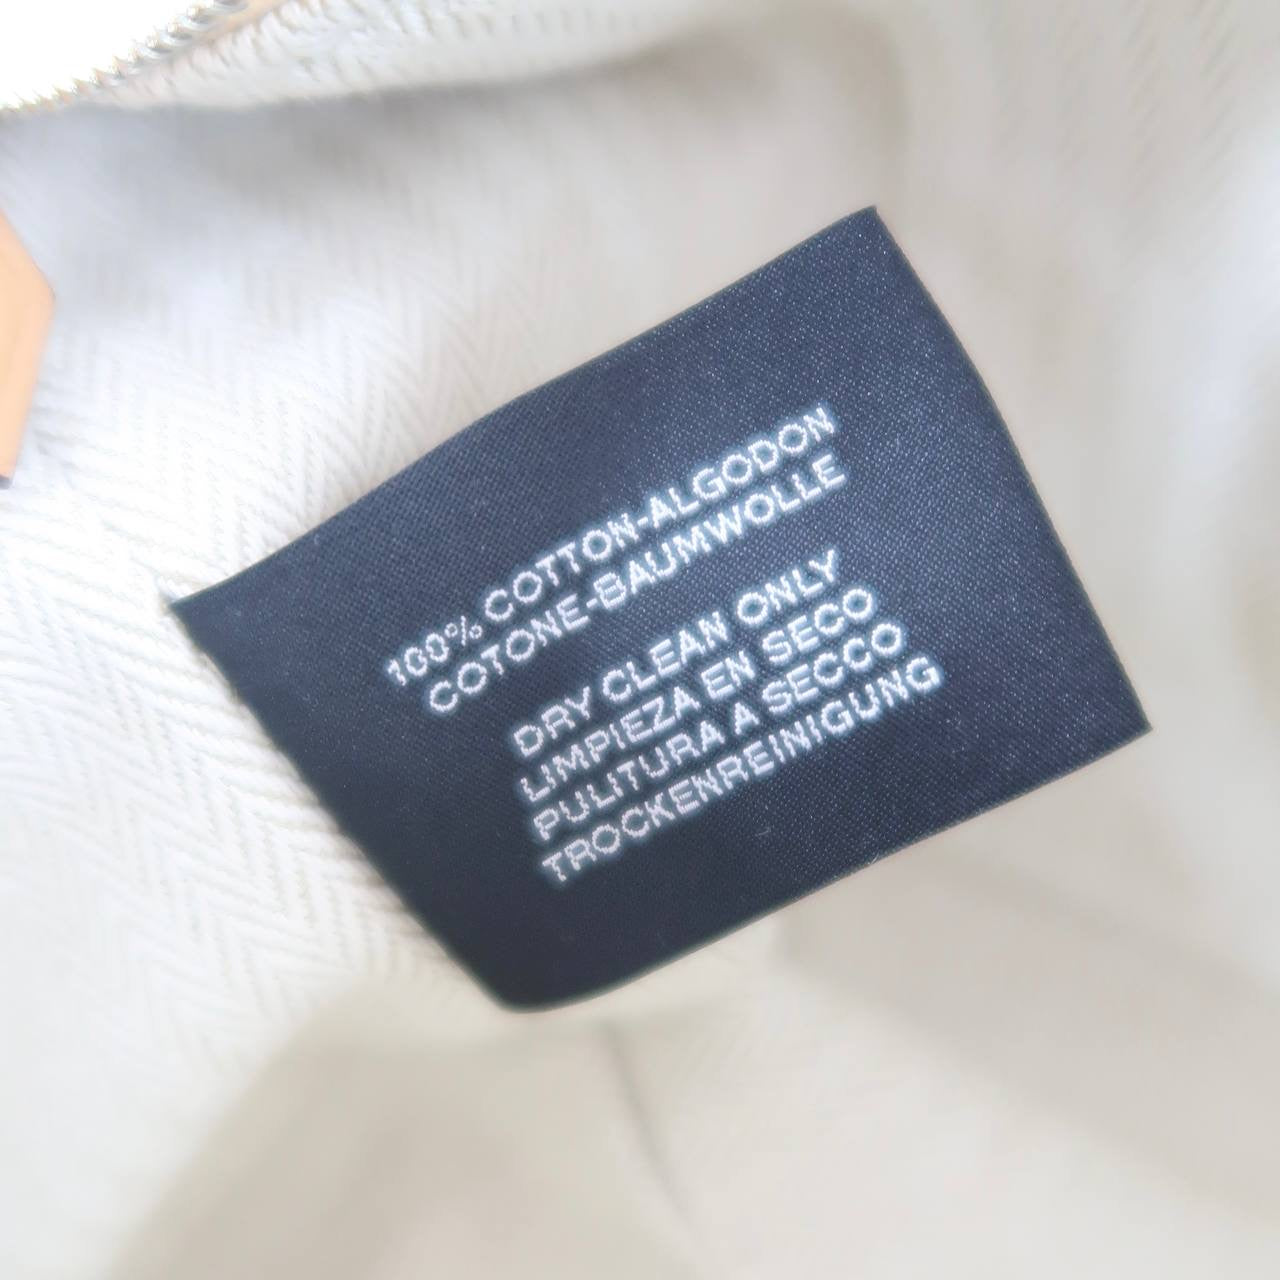 100% COTTON-ALGODON
COTONE-BAUMWOLLE
DRY CLEAN ONLY
LIMPIEZA EN SECO
PULITURA A SECCO
TROCKENREINIGUNG